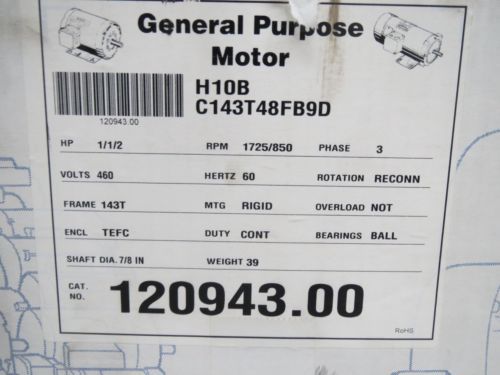 General Purpose
Motor
H10B
C143T48FB9D
120943.00
HP 1/1/2 RPM 1725/850 PHASE 3
VOLTS 460 HERTZ 60 ROTATION RECONN
FRAME 143T MTG RIGID OVERLOAD NOT
ENCL TEFC DUTY CONT BEARINGS BALL
SHAFT DIA. 7/8 IN WEIGHT 39
CAT. NO. 120943.00
RoHS